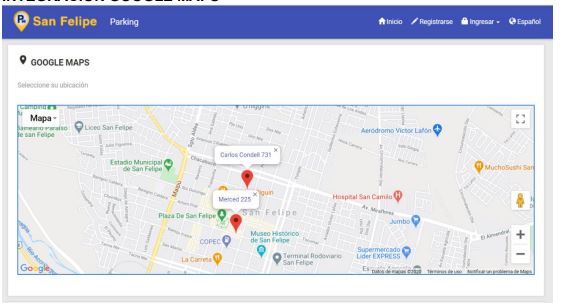 INTEGRACIÓN GOOGLE MAPS
San Felipe Parking Inicio Registrarse Ingresar Español
GOOGLE MAPS
Seleccione su ubicación
Mapa
O'Higgins
Balneario Paraíso
de San Felipe
Liceo San Felipe
Aeródromo Víctor Lafón
Carlos Condell 731
Estadio Municipal
de San Felipe
MuchoSushi San
Merced 225
Hospital San Camilo
Av. Miraflores
Maipú
San Felipe
Plaza De San Felipe
Jumbo
El Almendral
COPEC
Museo Histórico
de San Felipe
La Carreta
Terminal Rodoviario
San Felipe
Supermercado
Lider EXPRESS
Google
Datos de mapas ©2020 Términos de uso Notificar un problema de Maps